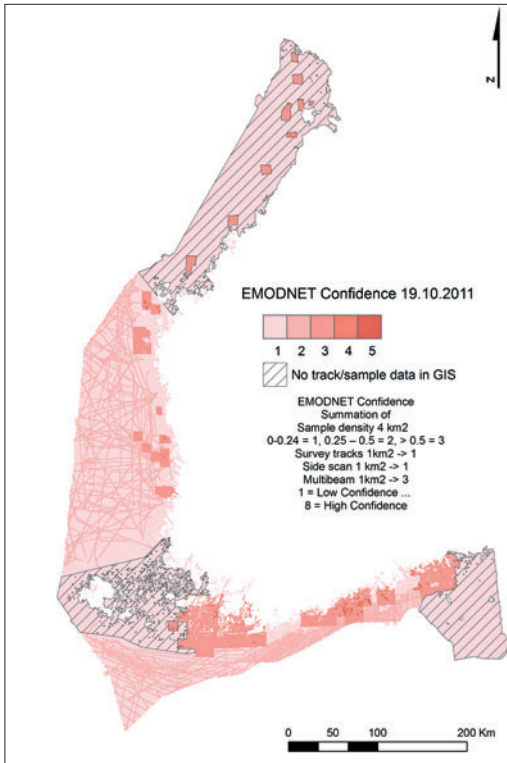 N
EMODNET Confidence 19.10.2011
1 2 3 4 5
No track/sample data in GIS
EMODNET Confidence
Summation of
Sample density 4 km2
0-0.24 = 1, 0.25 – 0.5 = 2, > 0.5 = 3
Survey tracks 1km2 -> 1
Side scan 1 km2 -> 1
Multibeam 1km2 -> 3
1 = Low Confidence ...
8 = High Confidence
0 50 100 200 Km